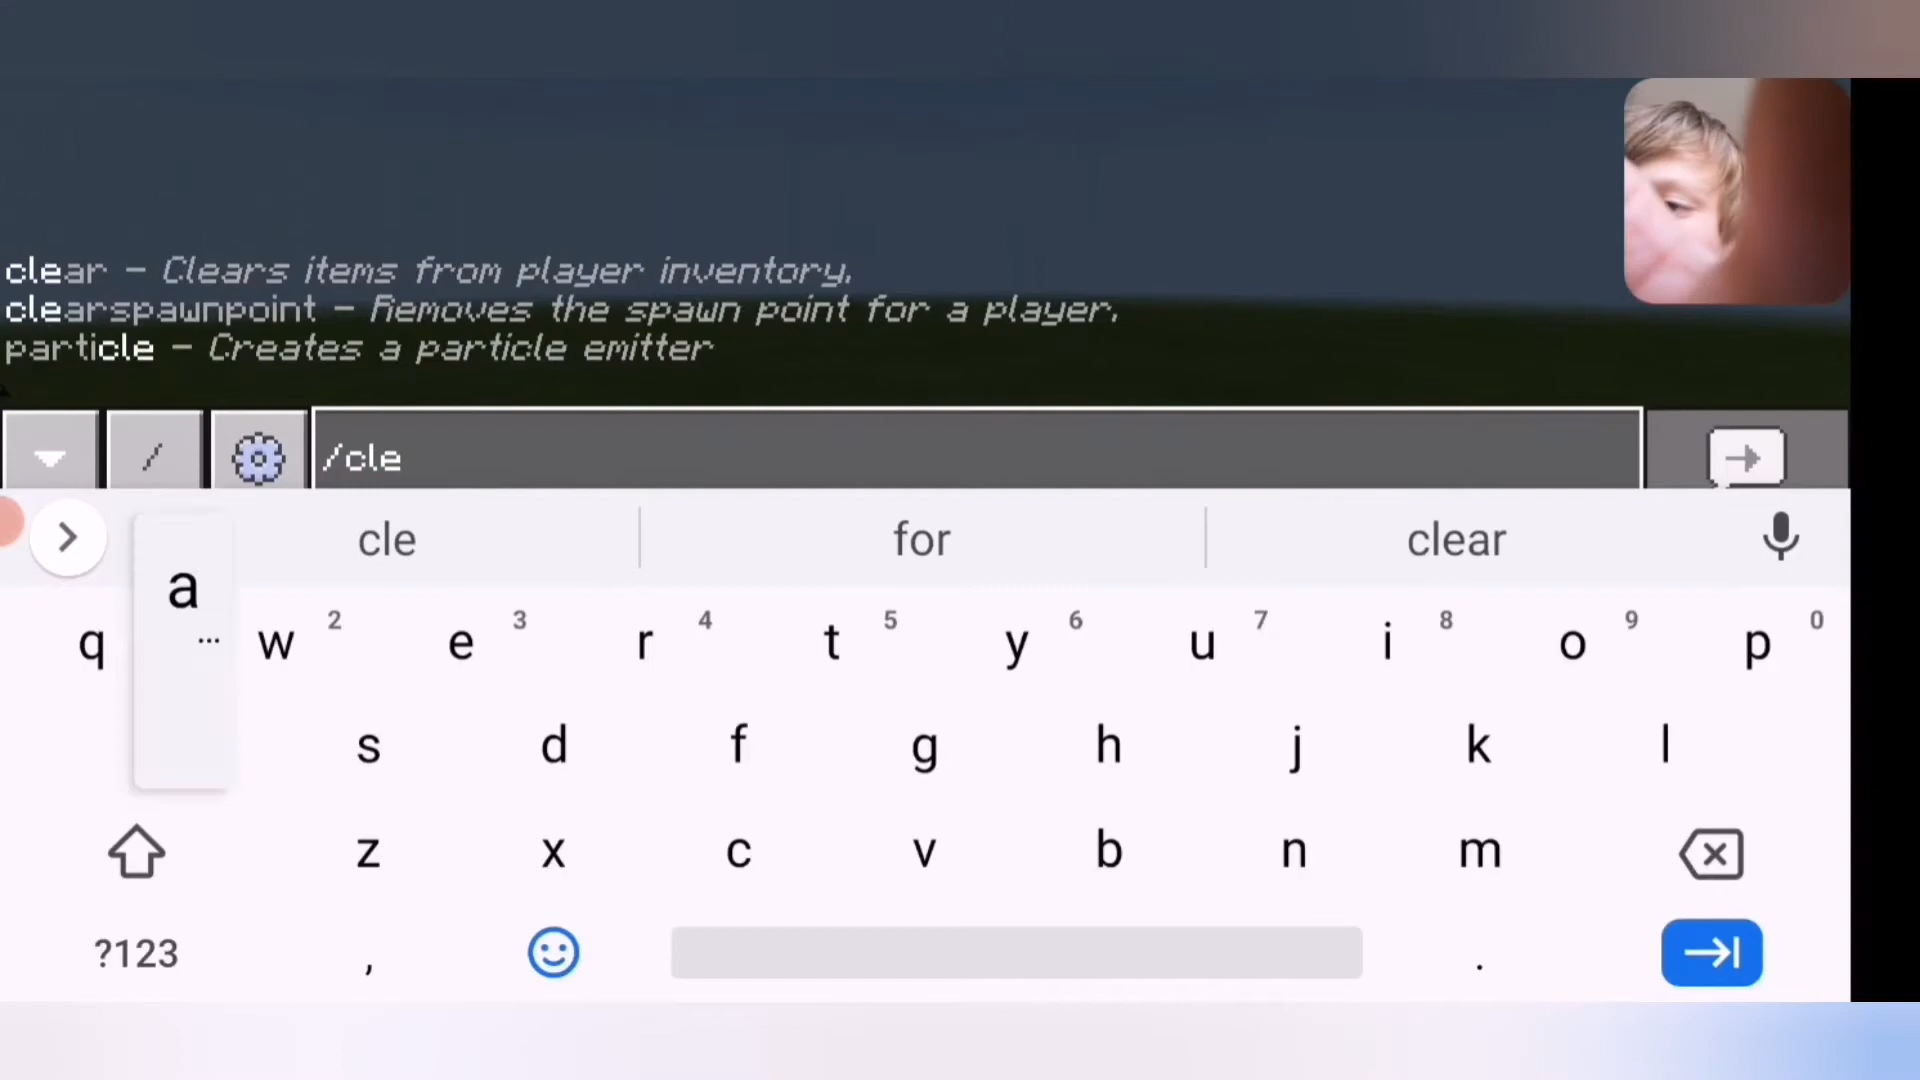 clear - Clears items from player inventory.
clearspawnpoint - Removes the spawn point for a player.
particle - Creates a particle emitter
/ /cle
cle for clear
a
...
q w 2 e 3 r 4 t 5 y 6 u 7 i 8 o 9 p 0
s d f g h j k l
z x c v b n m
?123 , .